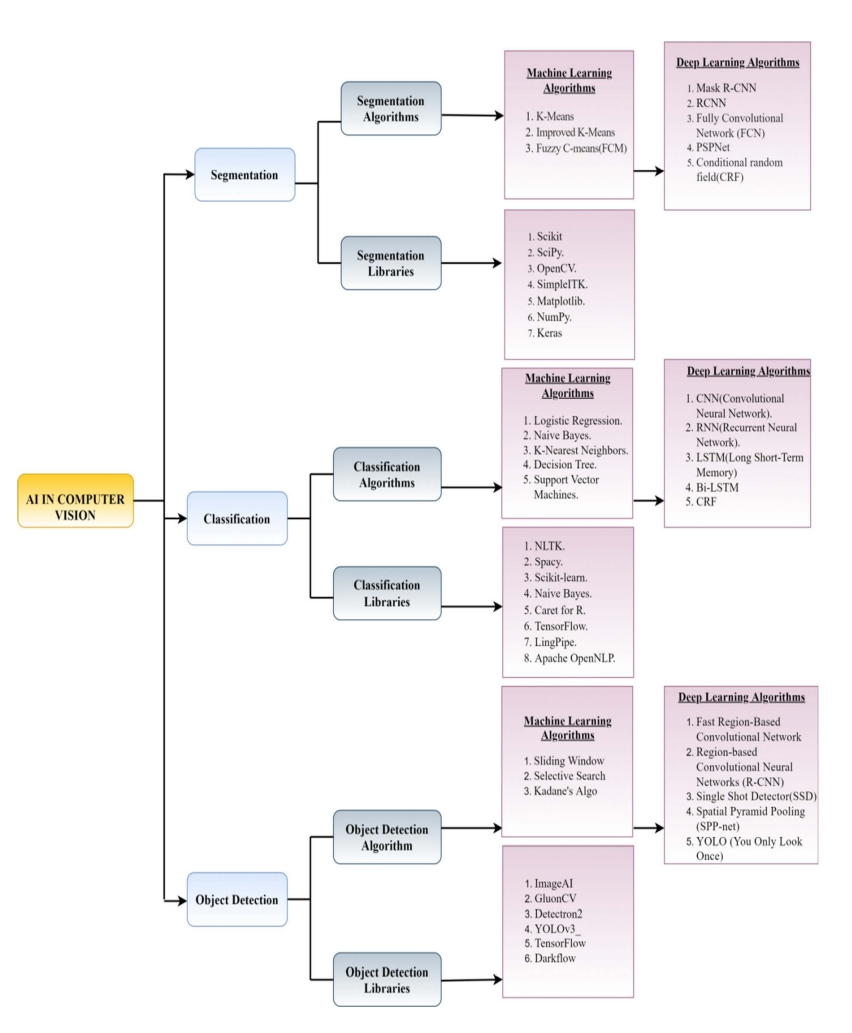 AI IN COMPUTER
VISION
Segmentation
Segmentation
Algorithms
Machine Learning
Algorithms
1. K-Means
2. Improved K-Means
3. Fuzzy C-means(FCM)
Deep Learning Algorithms
1. Mask R-CNN
2. RCNN
3. Fully Convolutional
Network (FCN)
4. PSPNet
5. Conditional random
field(CRF)
Segmentation
Libraries
1. Scikit
2. SciPy.
3. OpenCV.
4. SimpleITK.
5. Matplotlib.
6. NumPy.
7. Keras
Classification
Classification
Algorithms
Machine Learning
Algorithms
1. Logistic Regression.
2. Naive Bayes.
3. K-Nearest Neighbors.
4. Decision Tree.
5. Support Vector
Machines.
Deep Learning Algorithms
1. CNN(Convolutional
Neural Network).
2. RNN(Recurrent Neural
Network).
3. LSTM(Long Short-Term
Memory)
4. Bi-LSTM
5. CRF
Classification
Libraries
1. NLTK.
2. Spacy.
3. Scikit-learn.
4. Naive Bayes.
5. Caret for R.
6. TensorFlow.
7. LingPipe.
8. Apache OpenNLP.
Object Detection
Object Detection
Algorithm
Machine Learning
Algorithms
1. Sliding Window
2. Selective Search
3. Kadane's Algo
Deep Learning Algorithms
1. Fast Region-Based
Convolutional Network
2. Region-based
Convolutional Neural
Networks (R-CNN)
3. Single Shot Detector(SSD)
4. Spatial Pyramid Pooling
(SPP-net)
5. YOLO (You Only Look
Once)
Object Detection
Libraries
1. ImageAI
2. GluonCV
3. Detectron2
4. YOLOv3_
5. TensorFlow
6. Darkflow